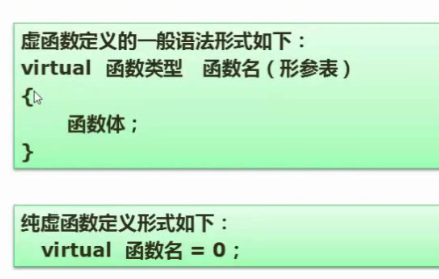 虚函数定义的一般语法形式如下：
virtual 函数类型 函数名（形参表）
{
函数体；
}
纯虚函数定义形式如下：
virtual 函数名 = 0；